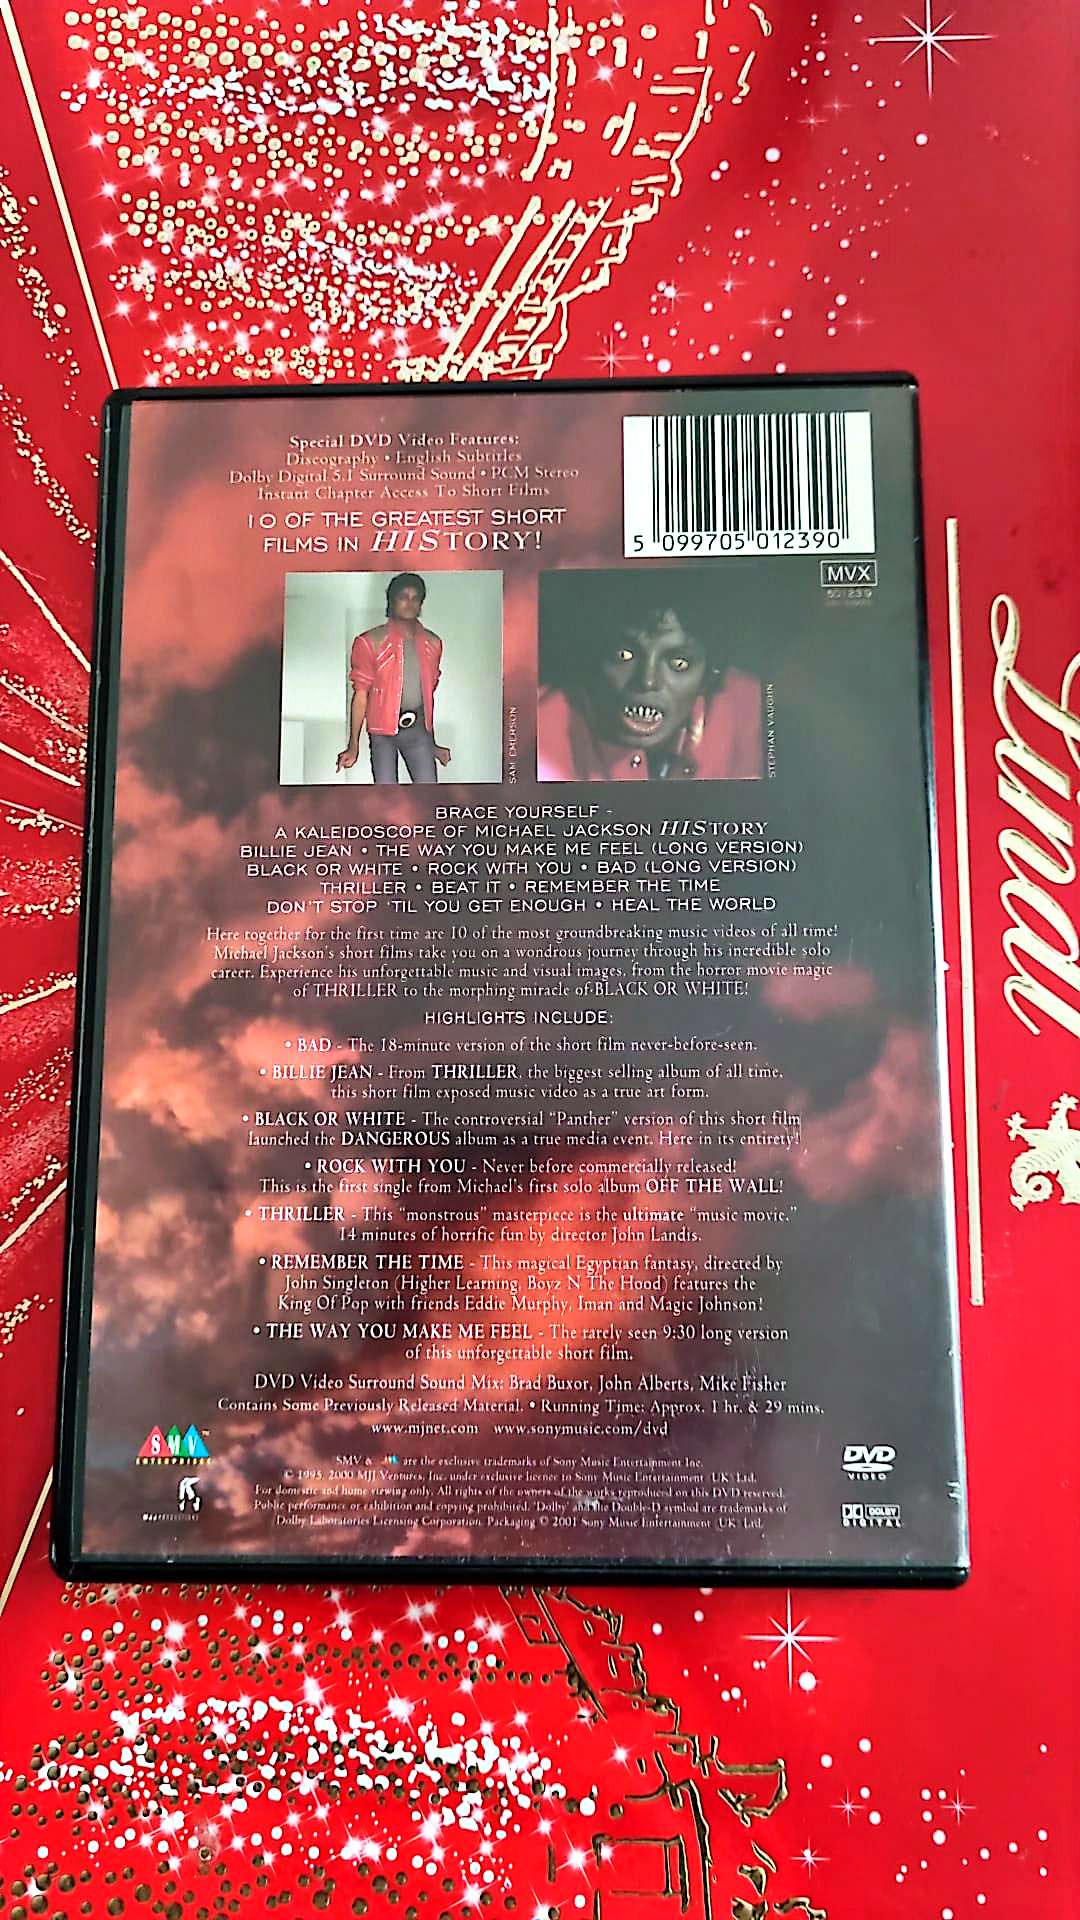 Special DVD Video Features:
Discography • English Subtitles
Dolby Digital 5.1 Surround Sound • PCM Stereo
Instant Chapter Access To Short Films
10 OF THE GREATEST SHORT
FILMS IN HISTORY!
5 099705 012390
MVX
501239
SAM EMERSON
STEPHAN VAUGHN
BRACE YOURSELF -
A KALEIDOSCOPE OF MICHAEL JACKSON HISTORY
BILLIE JEAN • THE WAY YOU MAKE ME FEEL (LONG VERSION)
BLACK OR WHITE • ROCK WITH YOU • BAD (LONG VERSION)
THRILLER • BEAT IT • REMEMBER THE TIME
DON'T STOP 'TIL YOU GET ENOUGH • HEAL THE WORLD
Here together for the first time are 10 of the most groundbreaking music videos of all time!
Michael Jackson's short films take you on a wondrous journey through his incredible solo
career. Experience his unforgettable music and visual images, from the horror movie magic
of THRILLER to the morphing miracle of BLACK OR WHITE!
HIGHLIGHTS INCLUDE:
• BAD - The 18-minute version of the short film never-before-seen.
• BILLIE JEAN - From THRILLER, the biggest selling album of all time,
this short film exposed music video as a true art form.
• BLACK OR WHITE - The controversial "Panther" version of this short film
launched the DANGEROUS album as a true media event. Here in its entirety!
• ROCK WITH YOU - Never before commercially released!
This is the first single from Michael's first solo album OFF THE WALL!
• THRILLER - This "monstrous" masterpiece is the ultimate "music movie."
14 minutes of horrific fun by director John Landis.
• REMEMBER THE TIME - This magical Egyptian fantasy, directed by
John Singleton (Higher Learning, Boyz N The Hood) features the
King Of Pop with friends Eddie Murphy, Iman and Magic Johnson!
• THE WAY YOU MAKE ME FEEL - The rarely seen 9:30 long version
of this unforgettable short film.
DVD Video Surround Sound Mix: Brad Buxor, John Alberts, Mike Fisher
Contains Some Previously Released Material. • Running Time: Approx. 1 hr. & 29 mins.
www.mjnet.com www.sonymusic.com/dvd
SMV
ENTERPRISES
SMV & are the exclusive trademarks of Sony Music Entertainment Inc.
© 1995, 2000 MJJ Ventures, Inc. under exclusive licence to Sony Music Entertainment (UK) Ltd.
For domestic and home viewing only. All rights of the owners of the works reproduced on this DVD reserved.
Public performance or exhibition and copying prohibited. 'Dolby' and the Double-D symbol are trademarks of
Dolby Laboratories Licensing Corporation. Packaging © 2001 Sony Music Entertainment (UK) Ltd.
DVD
VIDEO
DOLBY
DIGITAL
Lindt